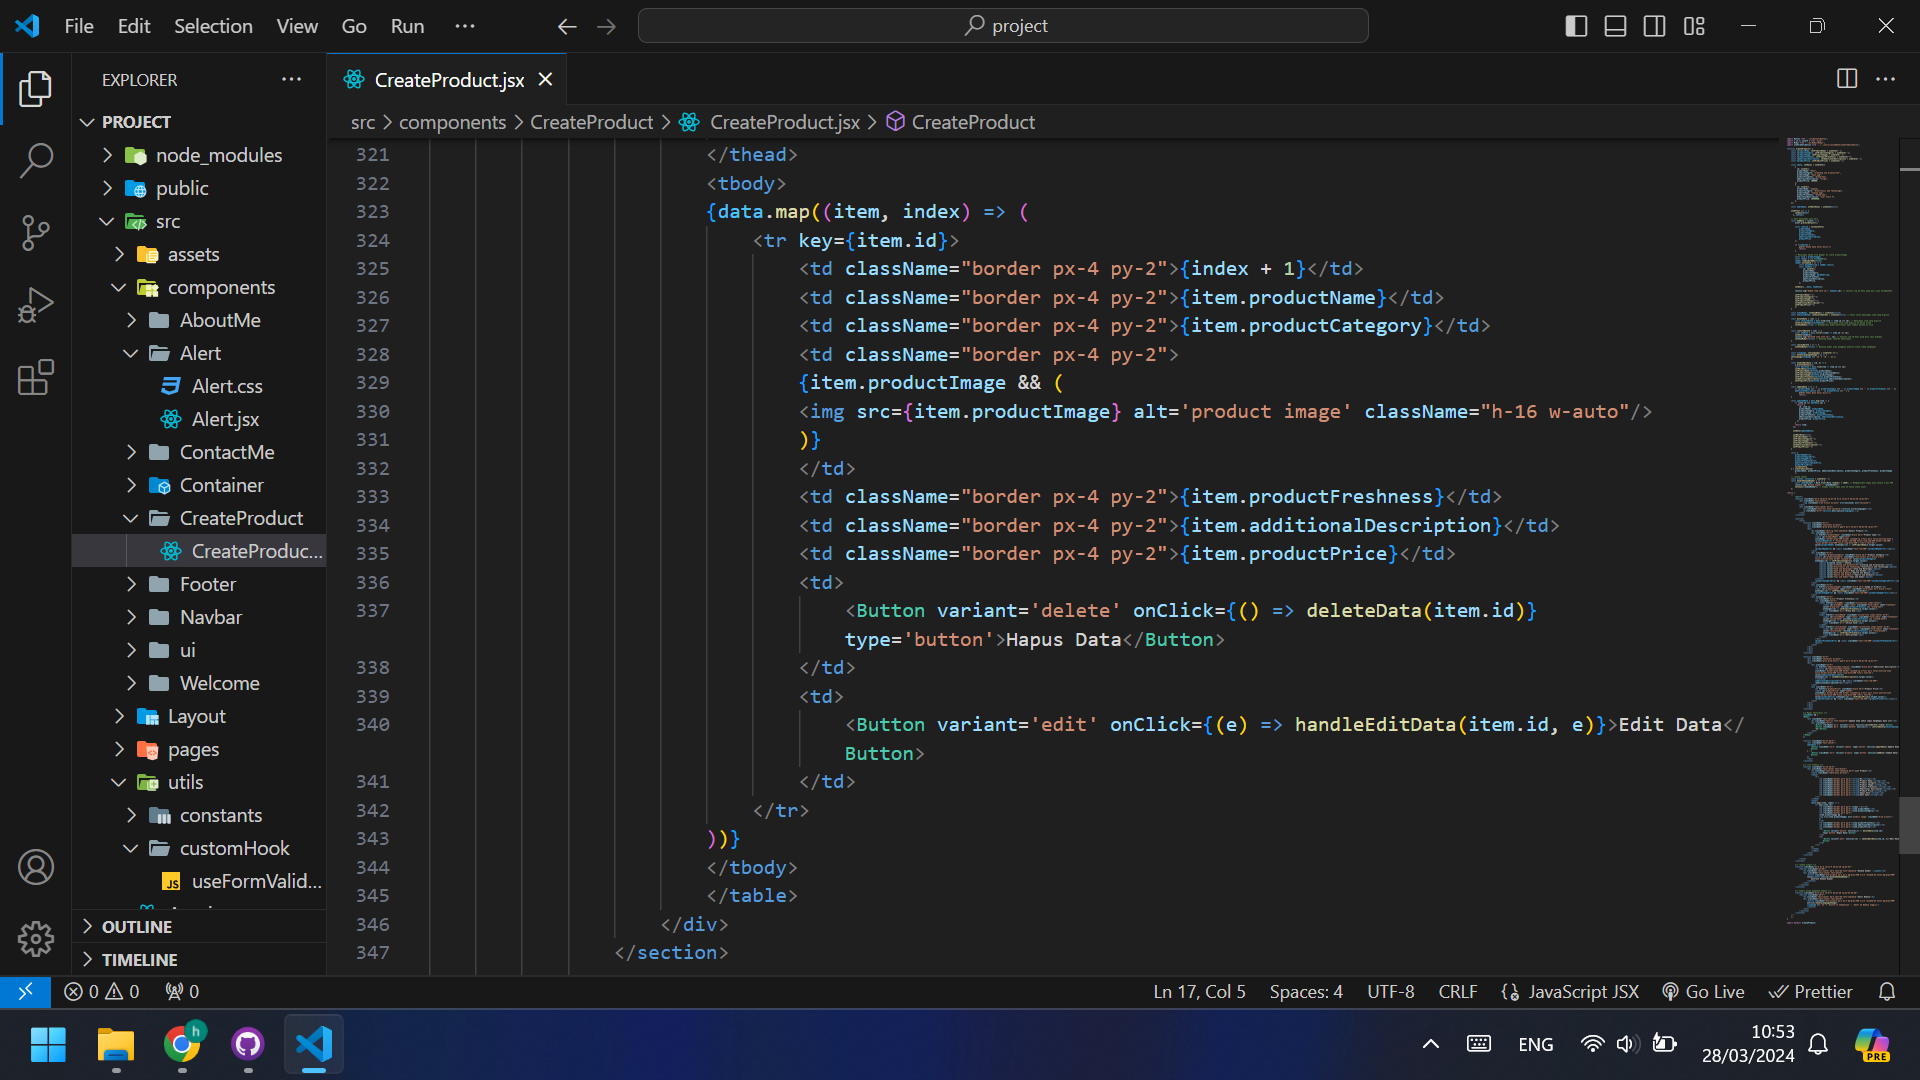 File Edit Selection View Go Run ··· project
EXPLORER ···
CreateProduct.jsx
PROJECT
node_modules
public
src
assets
components
AboutMe
Alert
Alert.css
Alert.jsx
ContactMe
Container
CreateProduct
CreateProduc...
Footer
Navbar
ui
Welcome
Layout
pages
utils
constants
customHook
useFormValid...
OUTLINE
TIMELINE
src > components > CreateProduct > CreateProduct.jsx > CreateProduct
321 </thead>
322 <tbody>
323 {data.map((item, index) => (
324 <tr key={item.id}>
325 <td className="border px-4 py-2">{index + 1}</td>
326 <td className="border px-4 py-2">{item.productName}</td>
327 <td className="border px-4 py-2">{item.productCategory}</td>
328 <td className="border px-4 py-2">
329 {item.productImage && (
330 <img src={item.productImage} alt='product image' className="h-16 w-auto"/>
331 )}
332 </td>
333 <td className="border px-4 py-2">{item.productFreshness}</td>
334 <td className="border px-4 py-2">{item.additionalDescription}</td>
335 <td className="border px-4 py-2">{item.productPrice}</td>
336 <td>
337 <Button variant='delete' onClick={() => deleteData(item.id)}
type='button'>Hapus Data</Button>
338 </td>
339 <td>
340 <Button variant='edit' onClick={(e) => handleEditData(item.id, e)}>Edit Data</
Button>
341 </td>
342 </tr>
343 ))}
344 </tbody>
345 </table>
346 </div>
347 </section>
0 0 0 Ln 17, Col 5 Spaces: 4 UTF-8 CRLF JavaScript JSX Go Live Prettier
h
ENG
10:53
28/03/2024
PRE